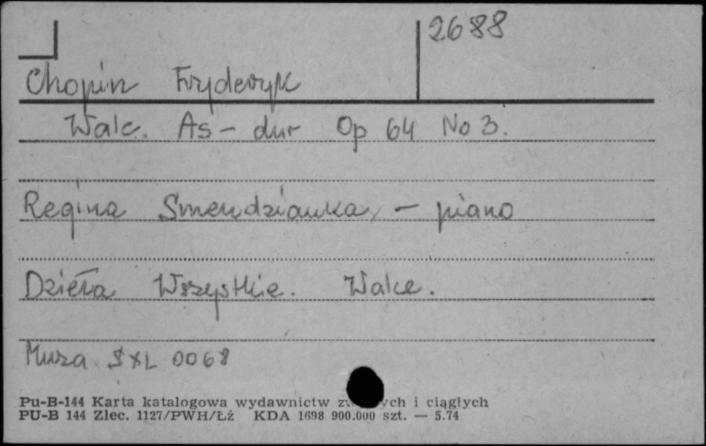 2688
Chopin Fryderyk
Walc. As-dur Op 64 No 3.
Regina Smendzianka, - piano
Dzieła Wszystkie. Walce.
Muza SXL 0068
Pu-B-144 Karta katalogowa wydawnictw i ciągłych
PU-B 144 Zlec. 1127/PWH/ŁŻ KDA 1698 900.000 szt. — 5.74